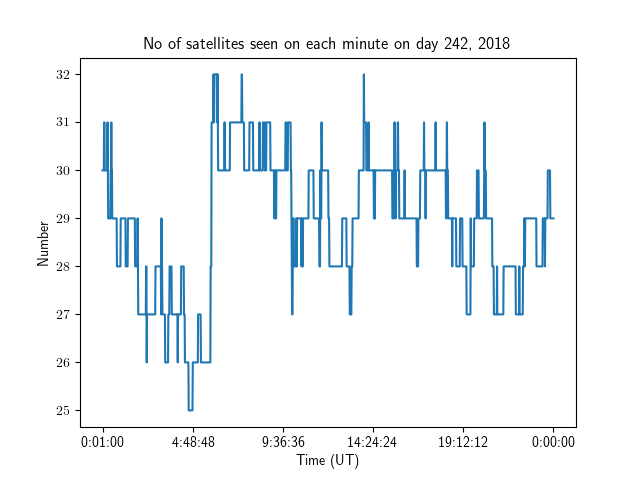 No of satellites seen on each minute on day 242, 2018
32
31
30
29
28
27
26
25
Number
0:01:00 4:48:48 9:36:36 14:24:24 19:12:12 0:00:00
Time (UT)